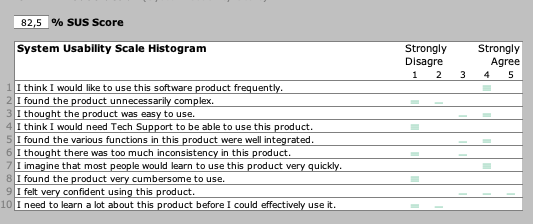 82,5 % SUS Score
System Usability Scale Histogram Strongly Strongly
Disagre Agree
1 2 3 4 5
1 I think I would like to use this software product frequently.
2 I found the product unnecessarily complex.
3 I thought the product was easy to use.
4 I think I would need Tech Support to be able to use this product.
5 I found the various functions in this product were well integrated.
6 I thought there was too much inconsistency in this product.
7 I imagine that most people would learn to use this product very quickly.
8 I found the product very cumbersome to use.
9 I felt very confident using this product.
10 I need to learn a lot about this product before I could effectively use it.